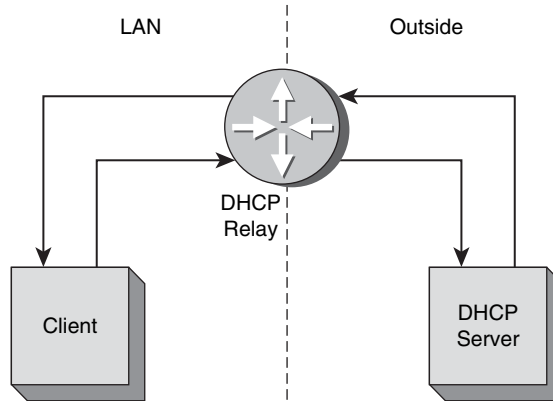 LAN
Outside
DHCP
Relay
Client
DHCP
Server